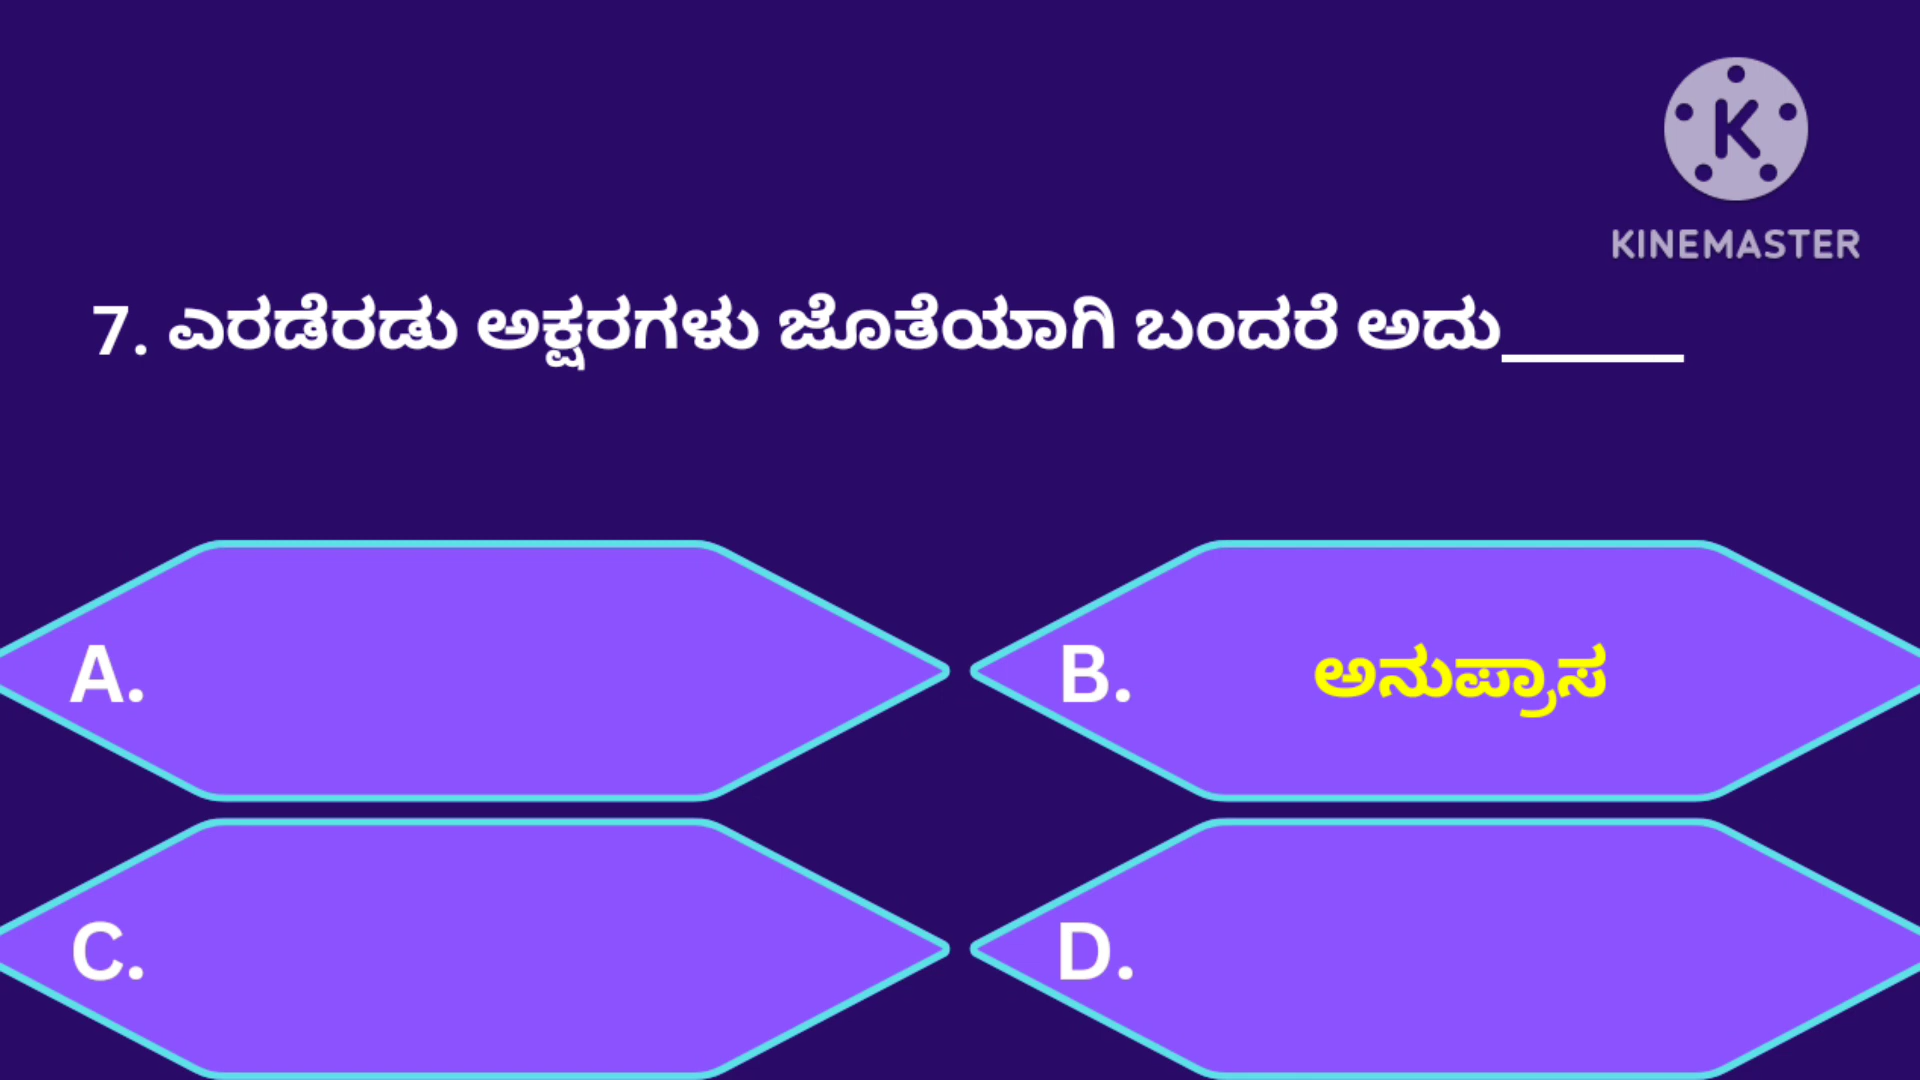 K
KINEMASTER
7. ಎರಡೆರಡು ಅಕ್ಷರಗಳು ಜೊತೆಯಾಗಿ ಬಂದರೆ ಅದು_____
A.
B. ಅನುಪ್ರಾಸ
C.
D.